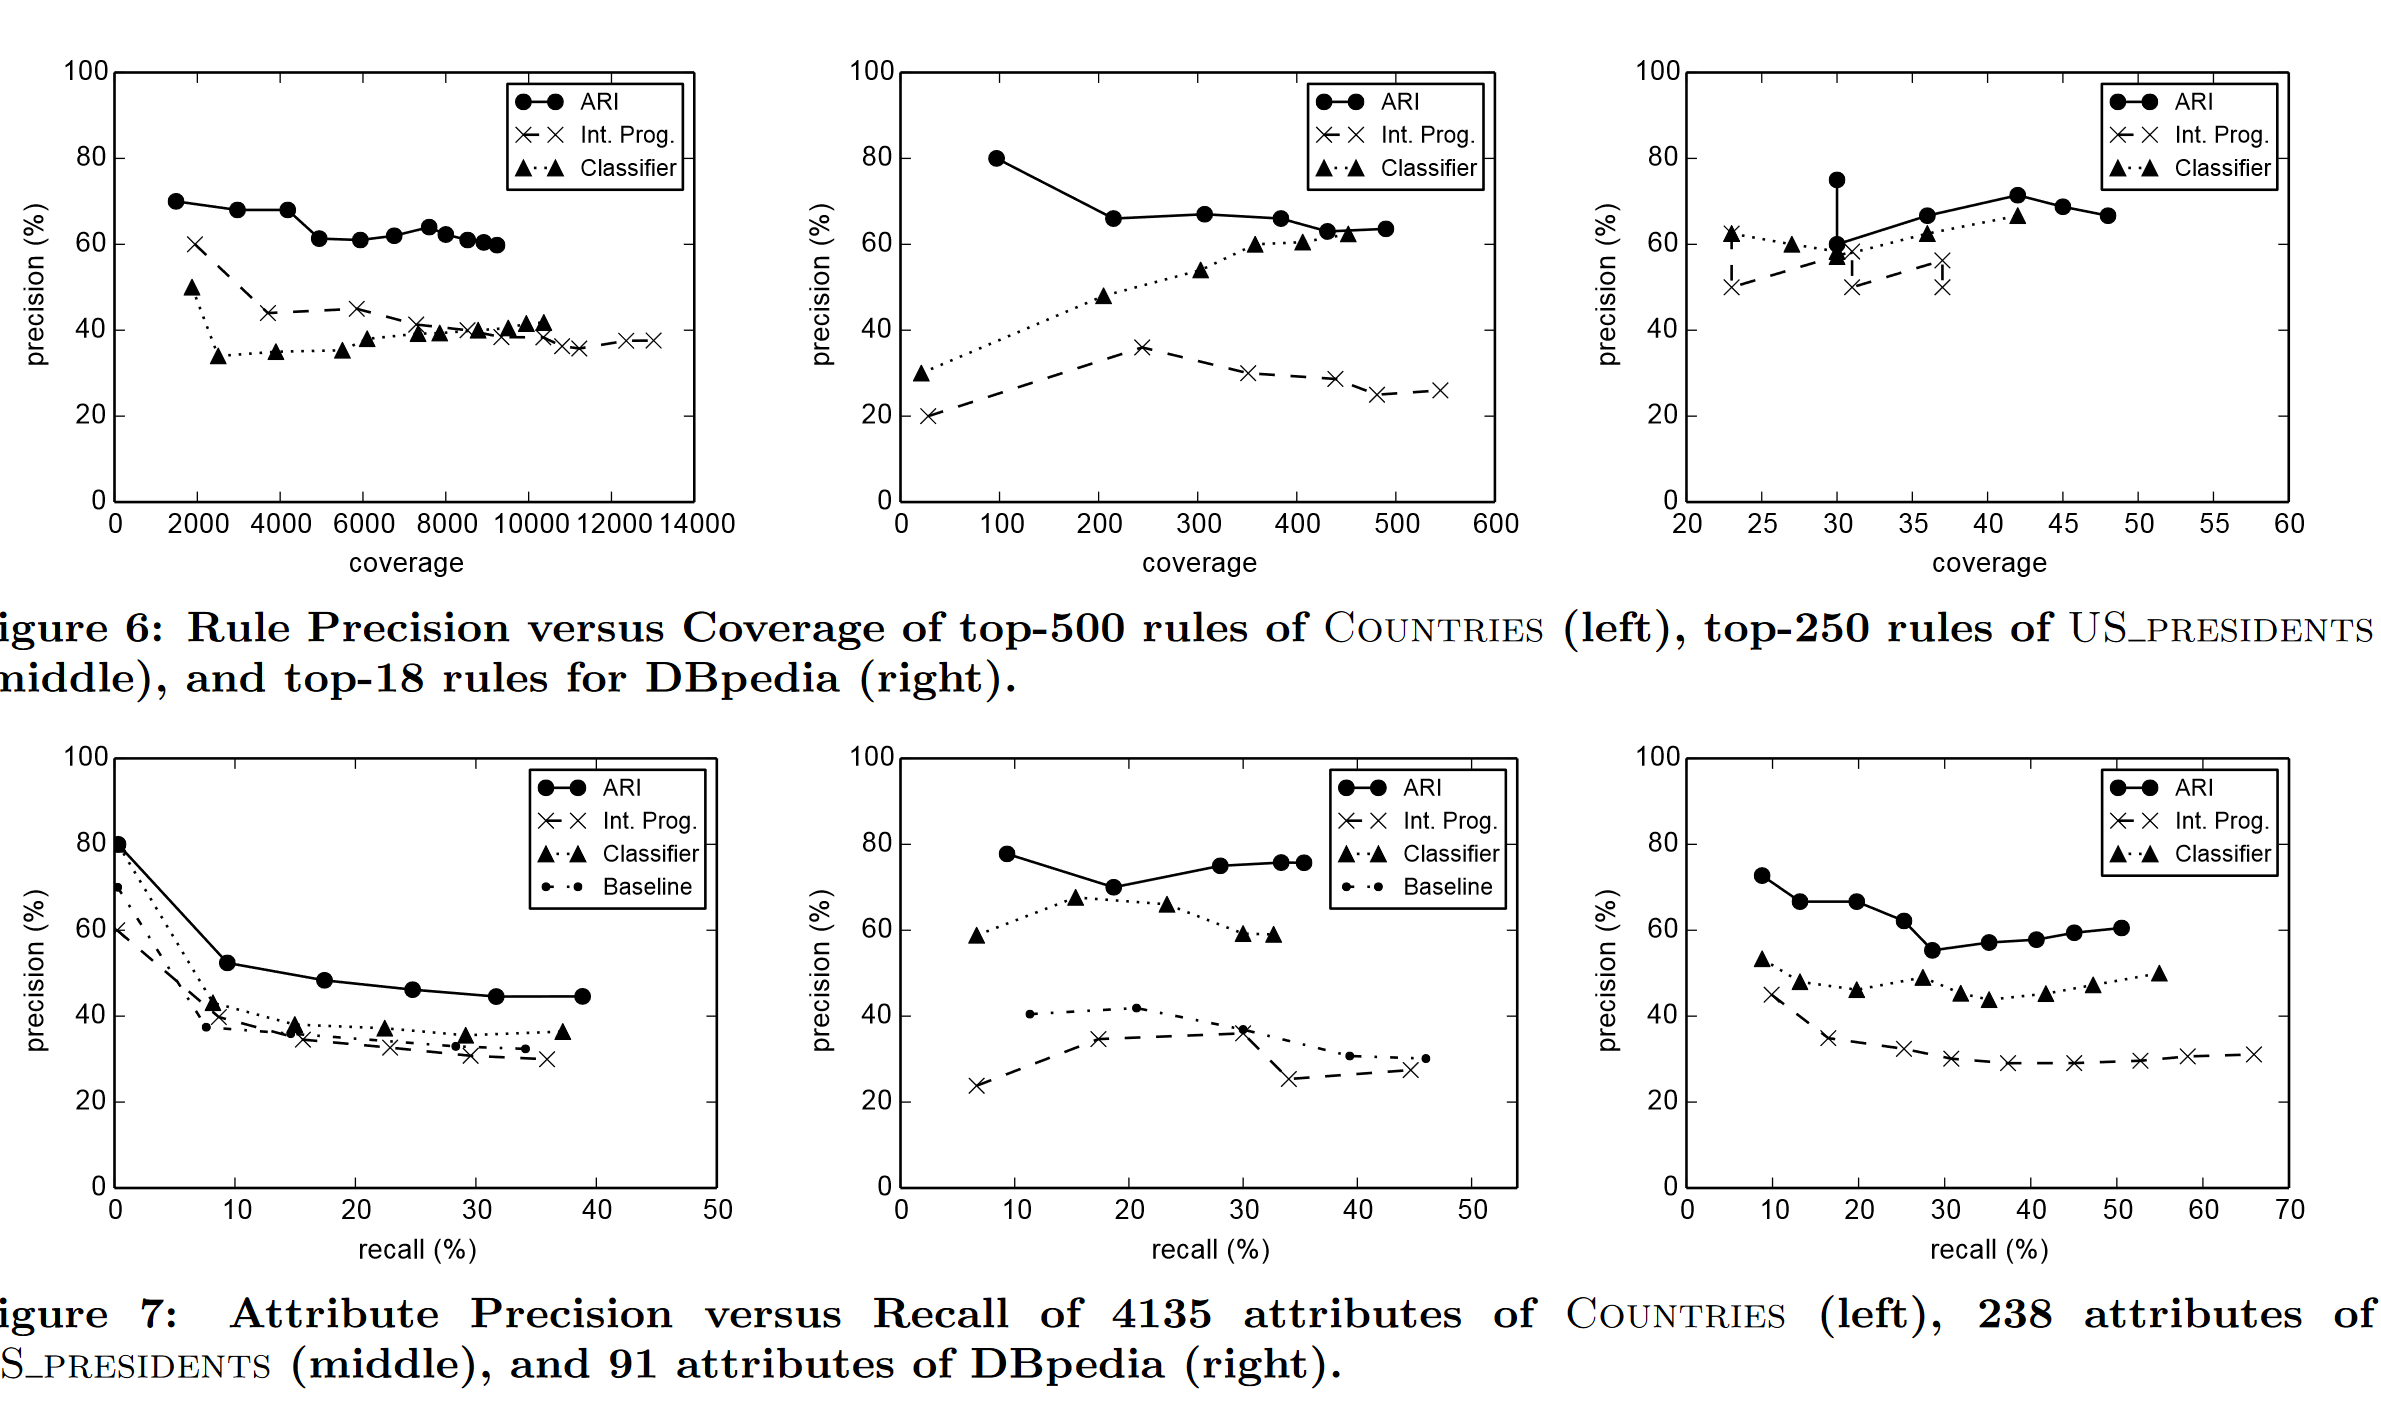 100
80
60
40
20
0
precision (%)
0 2000 4000 6000 8000 10000 12000 14000
coverage
ARI
Int. Prog.
Classifier
100
80
60
40
20
0
precision (%)
0 100 200 300 400 500 600
coverage
ARI
Int. Prog.
Classifier
100
80
60
40
20
0
precision (%)
20 25 30 35 40 45 50 55 60
coverage
ARI
Int. Prog.
Classifier
igure 6: Rule Precision versus Coverage of top-500 rules of COUNTRIES (left), top-250 rules of US_PRESIDENTS
middle), and top-18 rules for DBpedia (right).
100
80
60
40
20
0
precision (%)
0 10 20 30 40 50
recall (%)
ARI
Int. Prog.
Classifier
Baseline
100
80
60
40
20
0
precision (%)
0 10 20 30 40 50
recall (%)
ARI
Int. Prog.
Classifier
Baseline
100
80
60
40
20
0
precision (%)
0 10 20 30 40 50 60 70
recall (%)
ARI
Int. Prog.
Classifier
igure 7: Attribute Precision versus Recall of 4135 attributes of COUNTRIES (left), 238 attributes of
S_PRESIDENTS (middle), and 91 attributes of DBpedia (right).